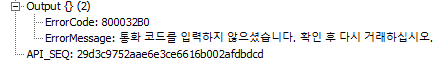 Output {} (2)
ErrorCode: 800032B0
ErrorMessage: 통화 코드를 입력하지 않으셨습니다. 확인 후 다시 거래하십시오.
API_SEQ: 29d3c9752aae6e3ce6616b002afdbdcd